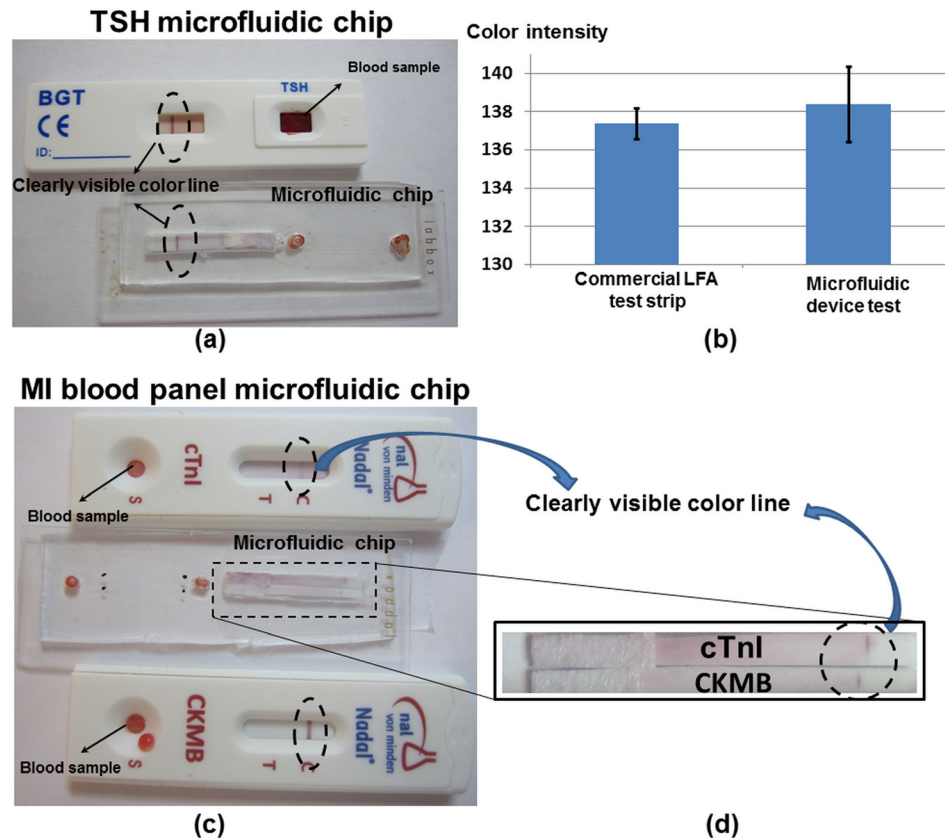 TSH microfluidic chip
Blood sample
BGT
CE
ID:
TSH
S
Clearly visible color line
Microfluidic chip
labbox
(a)
Color intensity
140
138
136
134
132
130
Commercial LFA
test strip
Microfluidic
device test
(b)
MI blood panel microfluidic chip
S
cTnI
T
C
Nadal®
nal
von minden
Blood sample
Microfluidic chip
Clearly visible color line
cTnI
CKMB
S
CKMB
T
C
Nadal®
nal
von minden
Blood sample
(c)
(d)